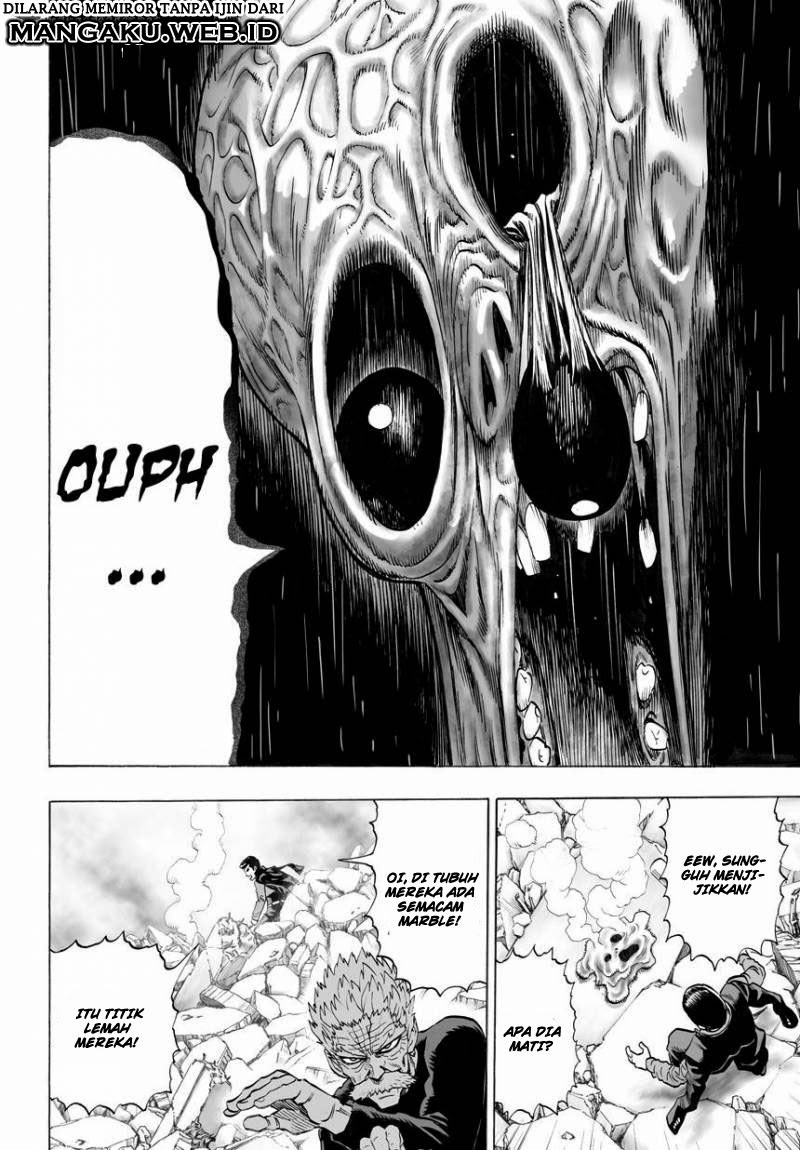 DILARANG MEMIROR TANPA IJIN DARI
MANGAKU.WEB.ID
OUPH
...
EEW, SUNG-
GUH MENJI-
JIKKAN!
APA DIA
MATI?
OI, DI TUBUH
MEREKA ADA
SEMACAM
MARBLE!
ITU TITIK
LEMAH
MEREKA!